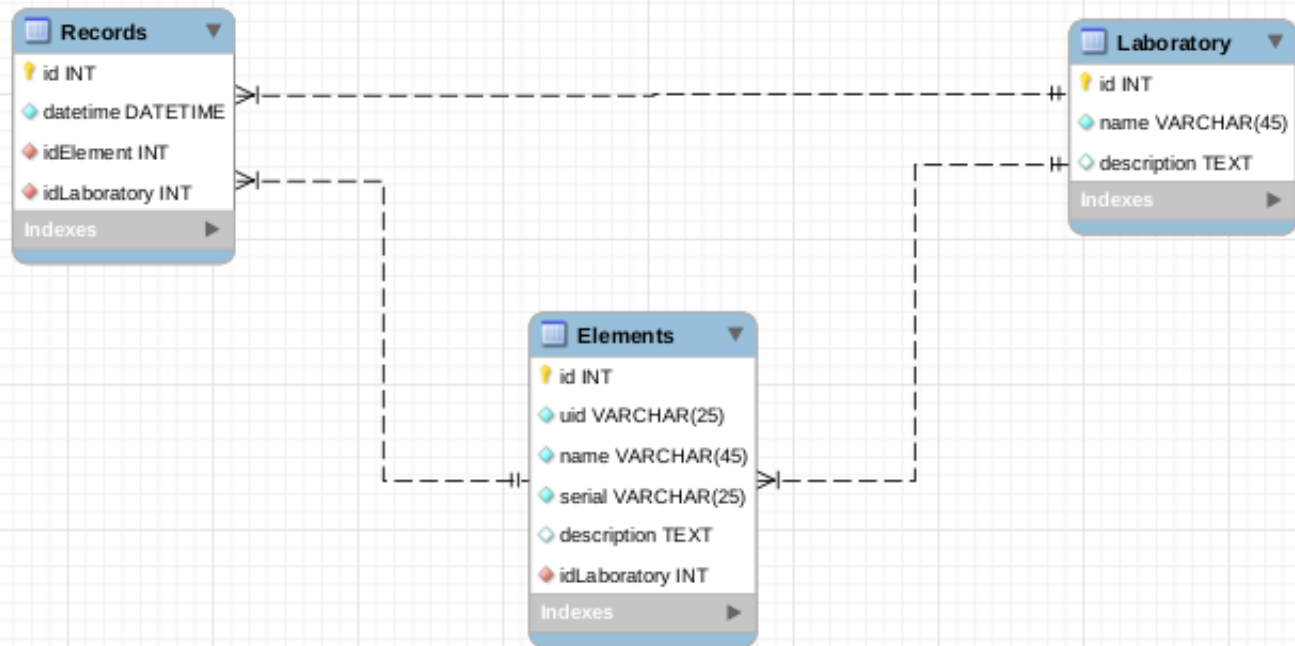 Records
id INT
datetime DATETIME
idElement INT
idLaboratory INT
Indexes
Laboratory
id INT
name VARCHAR(45)
description TEXT
Indexes
Elements
id INT
uid VARCHAR(25)
name VARCHAR(45)
serial VARCHAR(25)
description TEXT
idLaboratory INT
Indexes